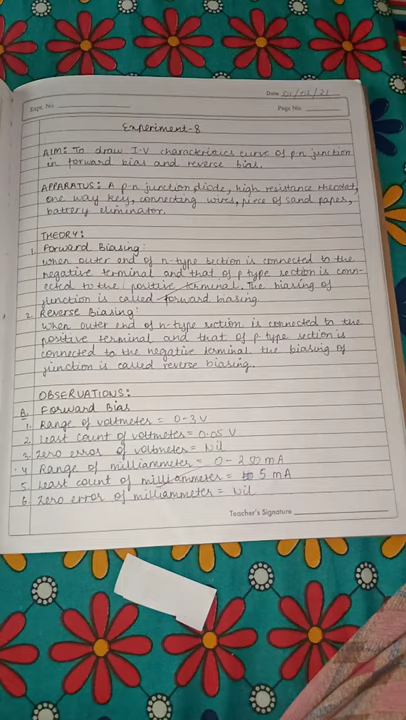 Date 01/02/21
Expt. No.
Page No.
Experiment-8
AIM: To draw I-V characteristics curve of p-n junction
in forward bias and reverse bias.
APPARATUS: A p-n junction diode, high resistance rheostat,
one way key, connecting wires, piece of sand paper,
battery eliminator.
THEORY:
1. Forward Biasing:
When outer end of n-type section is connected to the
negative terminal and that of p type section is conn-
ected to the positive terminal. The biasing of
junction is called forward biasing.
2. Reverse Biasing:
When outer end of n-type section is connected to the
positive terminal and that of p type section is
connected to the negative terminal the biasing of
junction is called reverse biasing.
OBSERVATIONS:
Forward Bias
1. Range of voltmeter = 0-3V
2. Least count of voltmeter = 0.05 V
3. Zero error of voltmeter = Nil
4. Range of milliammeter = 0-250 mA
5. Least count of milliammeter = 5 mA
6. Zero error of milliammeter = Nil
Teacher's Signature